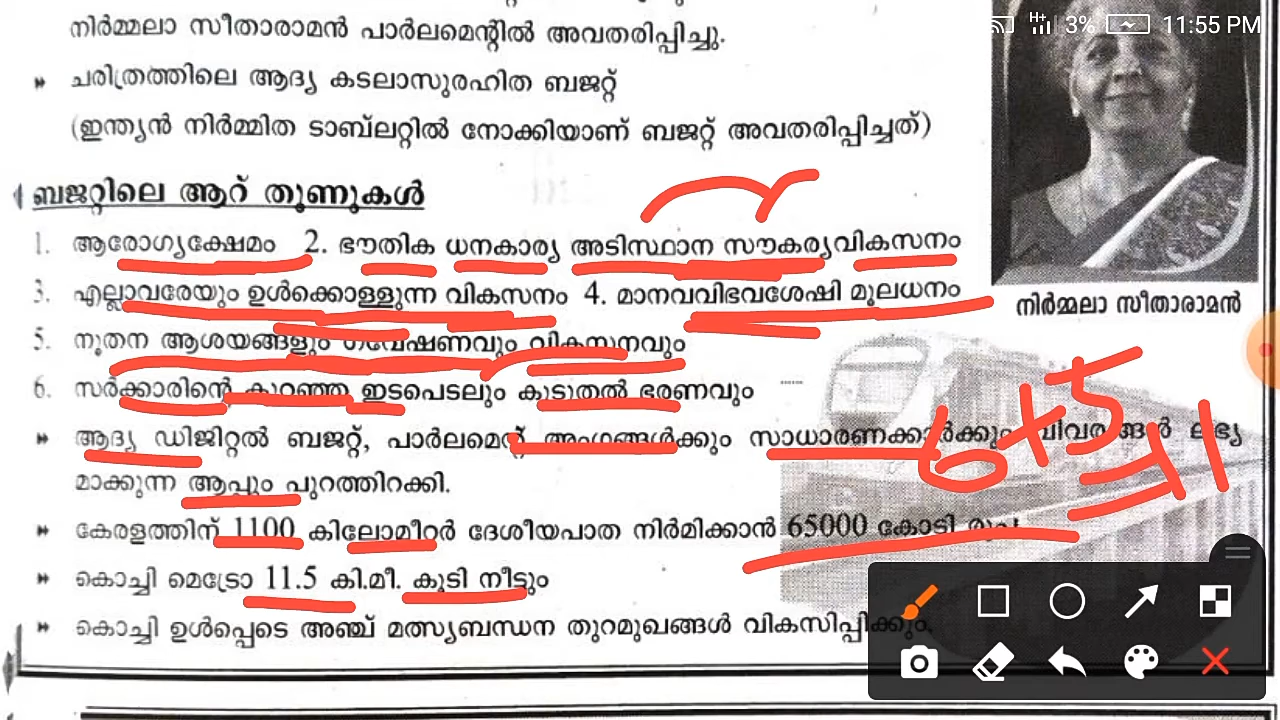 നിർമ്മലാ സീതാരാമൻ പാർലമെന്റിൽ അവതരിപ്പിച്ചു.
H+ 3% 11:55 PM
» ചരിത്രത്തിലെ ആദ്യ കടലാസുരഹിത ബജറ്റ്
(ഇന്ത്യൻ നിർമ്മിത ടാബ്‌ലറ്റിൽ നോക്കിയാണ് ബജറ്റ് അവതരിപ്പിച്ചത്)
ബജറ്റിലെ ആറ് തൂണുകൾ
1. ആരോഗ്യക്ഷേമം 2. ഭൗതിക ധനകാര്യ അടിസ്ഥാന സൗകര്യവികസനം
3. എല്ലാവരേയും ഉൾക്കൊള്ളുന്ന വികസനം 4. മാനവവിഭവശേഷി മൂലധനം
നിർമ്മലാ സീതാരാമൻ
5. നൂതന ആശയങ്ങളും ഗവേഷണവും വികസനവും
6. സർക്കാരിന്റെ കുറഞ്ഞ ഇടപെടലും കൂടുതൽ ഭരണവും
6+5=11
» ആദ്യ ഡിജിറ്റൽ ബജറ്റ്, പാർലമെന്റ് അംഗങ്ങൾക്കും സാധാരണക്കാർക്കും വിവരങ്ങൾ ലഭ്യ
മാക്കുന്ന ആപ്പും പുറത്തിറക്കി.
» കേരളത്തിന് 1100 കിലോമീറ്റർ ദേശീയപാത നിർമിക്കാൻ 65000 കോടി രൂപ
» കൊച്ചി മെട്രോ 11.5 കി.മീ. കൂടി നീട്ടും
» കൊച്ചി ഉൾപ്പെടെ അഞ്ച് മത്സ്യബന്ധന തുറമുഖങ്ങൾ വികസിപ്പിക്കും.